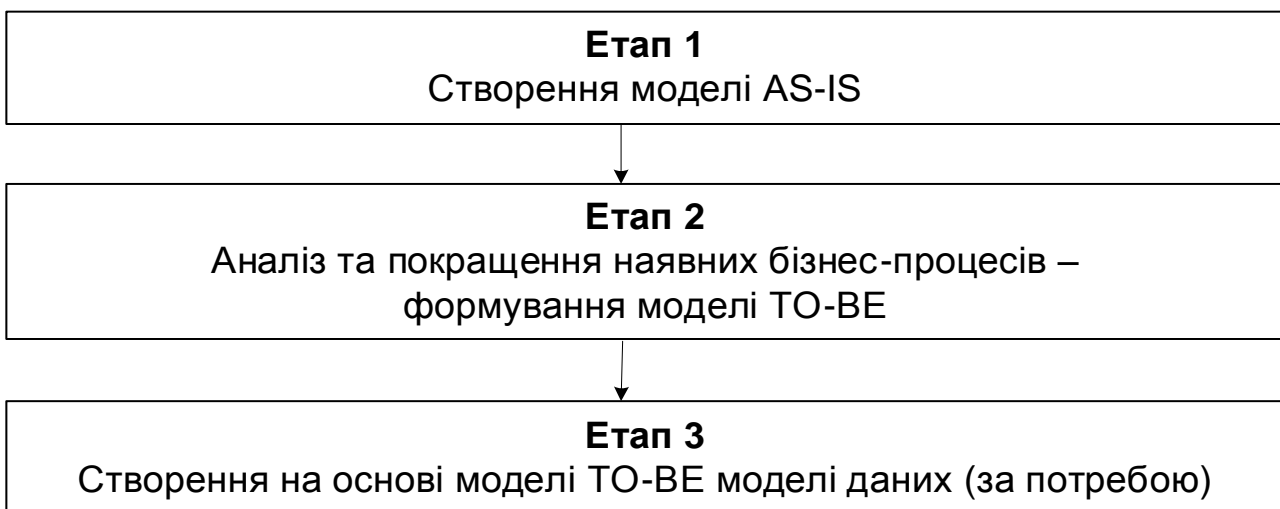 Етап 1
Створення моделі AS-IS
Етап 2
Аналіз та покращення наявних бізнес-процесів –
формування моделі TO-BE
Етап 3
Створення на основі моделі TO-BE моделі даних (за потребою)